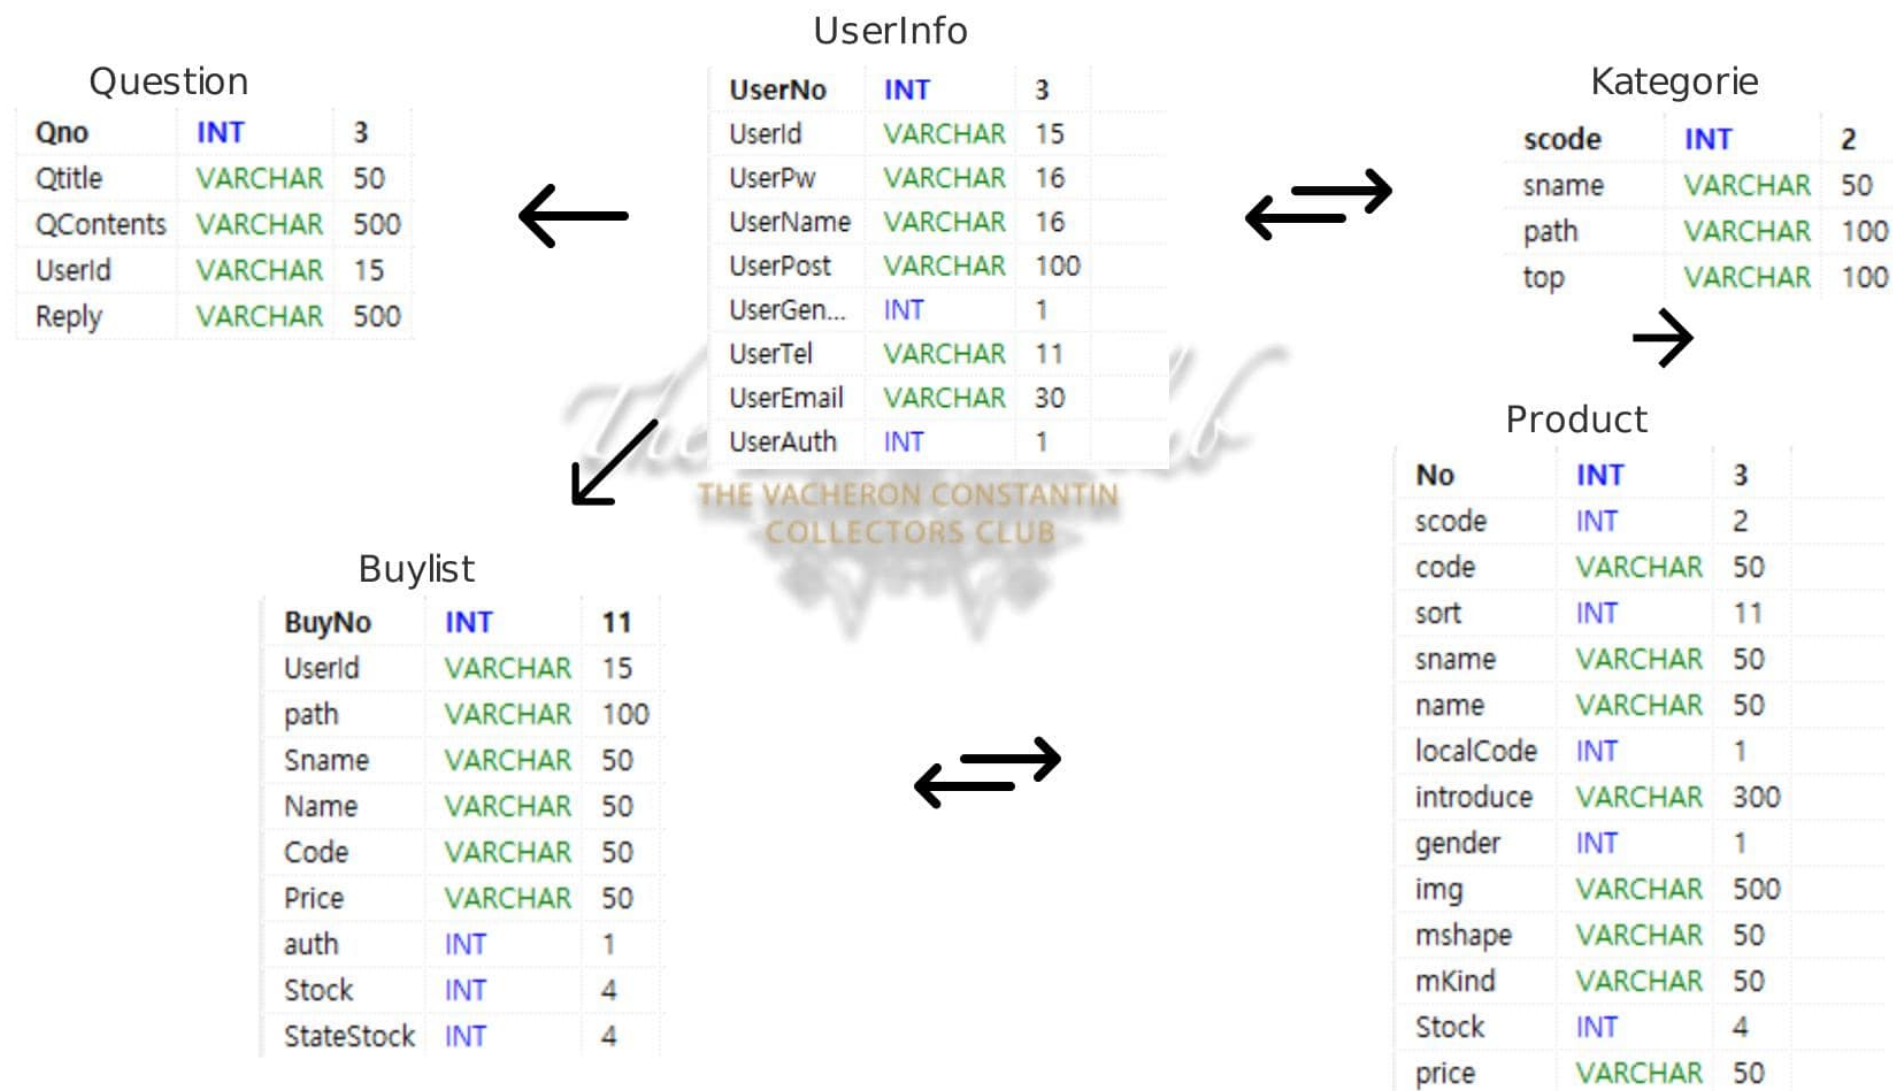 UserInfo
UserNo INT 3
UserId VARCHAR 15
UserPw VARCHAR 16
UserName VARCHAR 16
UserPost VARCHAR 100
UserGen... INT 1
UserTel VARCHAR 11
UserEmail VARCHAR 30
UserAuth INT 1
Question
Qno INT 3
Qtitle VARCHAR 50
QContents VARCHAR 500
UserId VARCHAR 15
Reply VARCHAR 500
Kategorie
scode INT 2
sname VARCHAR 50
path VARCHAR 100
top VARCHAR 100
THE VACHERON CONSTANTIN
COLLECTORS CLUB
Buylist
BuyNo INT 11
UserId VARCHAR 15
path VARCHAR 100
Sname VARCHAR 50
Name VARCHAR 50
Code VARCHAR 50
Price VARCHAR 50
auth INT 1
Stock INT 4
StateStock INT 4
Product
No INT 3
scode INT 2
code VARCHAR 50
sort INT 11
sname VARCHAR 50
name VARCHAR 50
localCode INT 1
introduce VARCHAR 300
gender INT 1
img VARCHAR 500
mshape VARCHAR 50
mKind VARCHAR 50
Stock INT 4
price VARCHAR 50